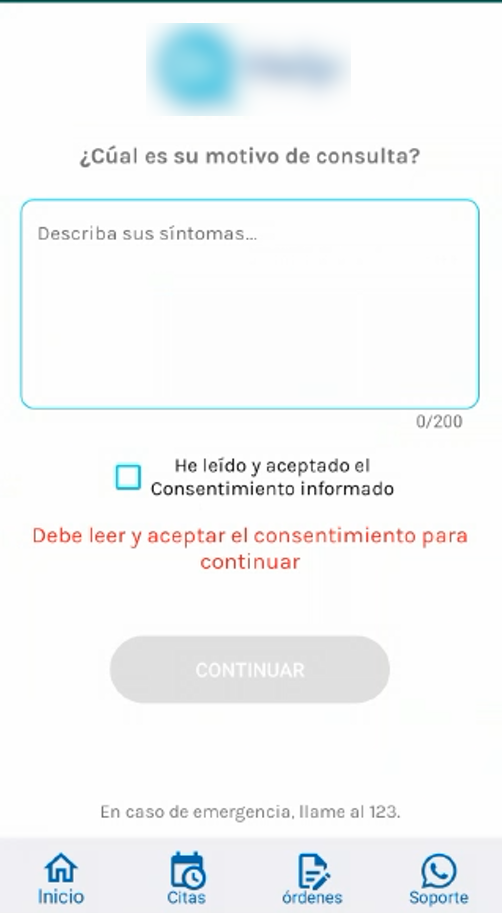 ¿Cúal es su motivo de consulta?
Describa sus síntomas...
0/200
He leído y aceptado el
Consentimiento informado
Debe leer y aceptar el consentimiento para
continuar
CONTINUAR
En caso de emergencia, llame al 123.
Inicio
Citas
órdenes
Soporte